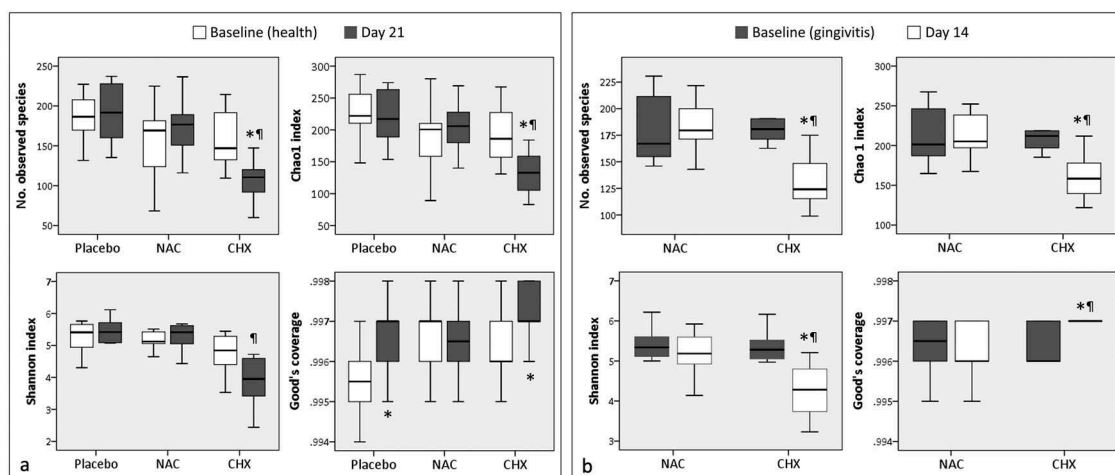 Baseline (health) Day 21
No. observed species
250
200
150
100
50
*¶
Placebo NAC CHX
Chao1 index
300
250
200
150
100
50
*¶
Placebo NAC CHX
Shannon index
7
6
5
4
3
2
¶
Placebo NAC CHX
Good's coverage
.998
.997
.996
.995
.994
*
*
Placebo NAC CHX
a
Baseline (gingivitis) Day 14
No. observed species
250
225
200
175
150
125
100
*¶
NAC CHX
Chao 1 index
300
250
200
150
100
*¶
NAC CHX
Shannon index
7
6
5
4
3
*¶
NAC CHX
Good's coverage
.998
.997
.996
.995
.994
*¶
NAC CHX
b